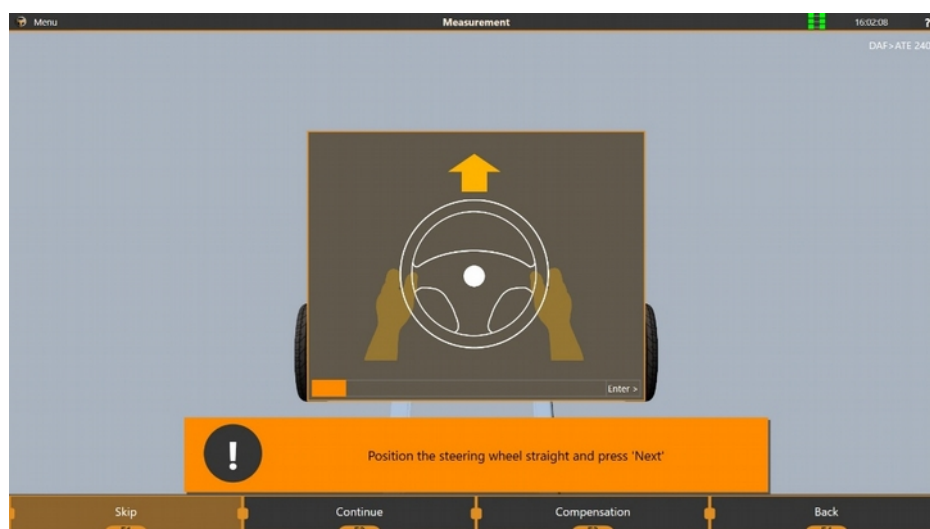 Menu
Measurement
16:02:08
?
DAF>ATE 240
Enter >
!
Position the steering wheel straight and press 'Next'
Skip
Continue
Compensation
Back